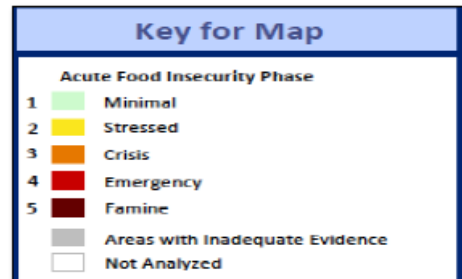 Key for Map
Acute Food Insecurity Phase
1 Minimal
2 Stressed
3 Crisis
4 Emergency
5 Famine
Areas with Inadequate Evidence
Not Analyzed